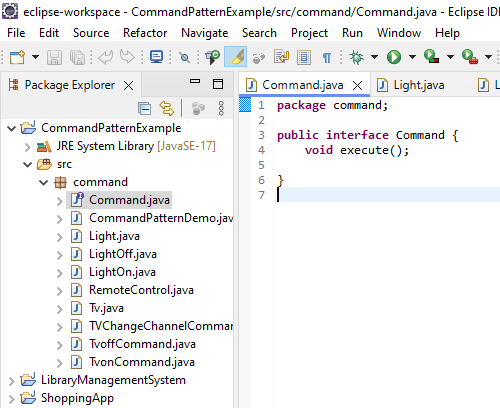 eclipse-workspace - CommandPatternExample/src/command/Command.java - Eclipse IDE
File Edit Source Refactor Navigate Search Project Run Window Help
Package Explorer
Command.java
Light.java
CommandPatternExample
JRE System Library [JavaSE-17]
src
command
Command.java
CommandPatternDemo.jav
Light.java
LightOff.java
LightOn.java
RemoteControl.java
Tv.java
TVChangeChannelComman
TvoffCommand.java
TvonCommand.java
LibraryManagementSystem
ShoppingApp
1 package command;
2
3 public interface Command {
4 void execute();
5
6 }
7